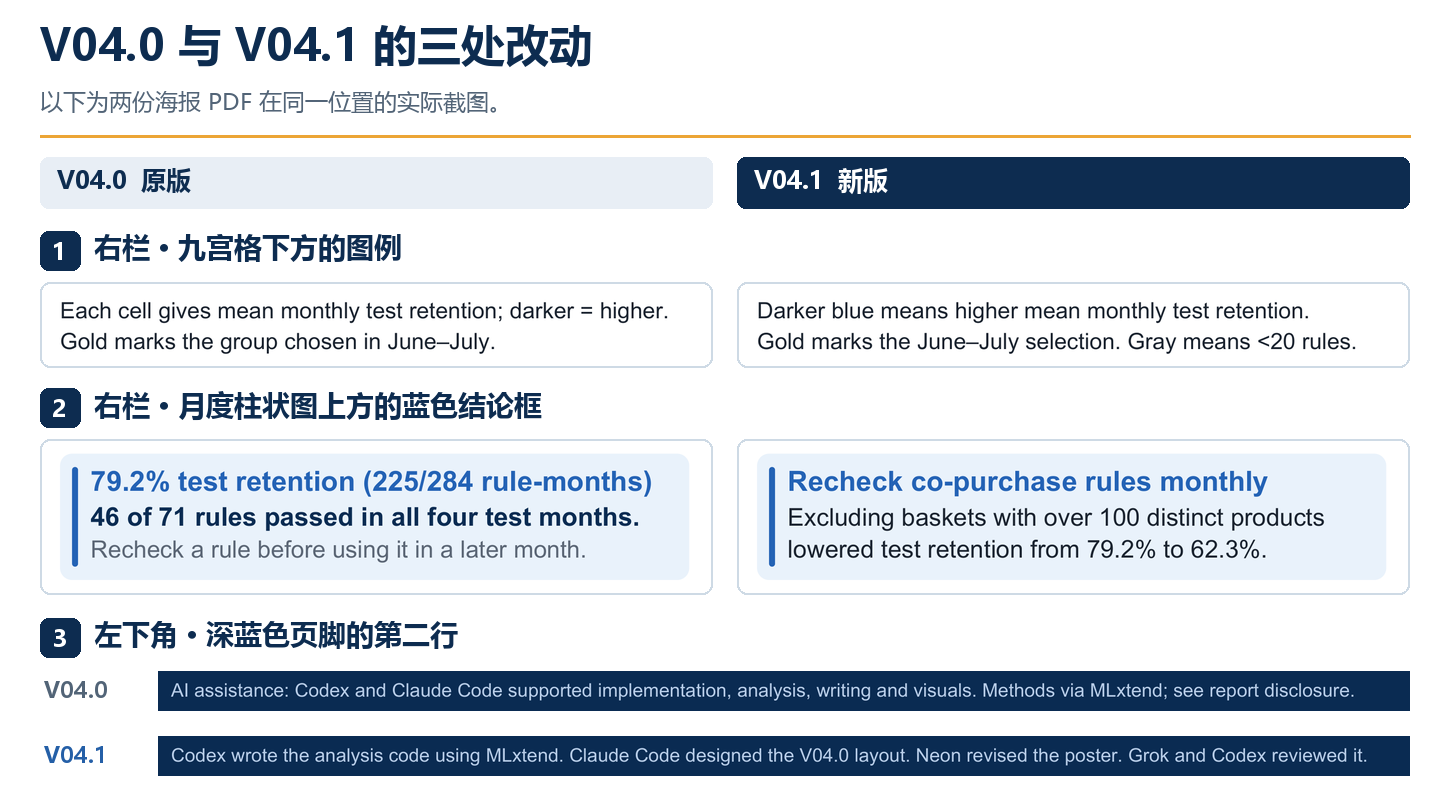 V04.0 与 V04.1 的三处改动
以下为两份海报 PDF 在同一位置的实际截图。
V04.0 原版
V04.1 新版
1 右栏 • 九宫格下方的图例
Each cell gives mean monthly test retention; darker = higher.
Gold marks the group chosen in June–July.
Darker blue means higher mean monthly test retention.
Gold marks the June–July selection. Gray means <20 rules.
2 右栏 • 月度柱状图上方的蓝色结论框
79.2% test retention (225/284 rule-months)
46 of 71 rules passed in all four test months.
Recheck a rule before using it in a later month.
Recheck co-purchase rules monthly
Excluding baskets with over 100 distinct products
lowered test retention from 79.2% to 62.3%.
3 左下角 • 深蓝色页脚的第二行
V04.0 AI assistance: Codex and Claude Code supported implementation, analysis, writing and visuals. Methods via MLxtend; see report disclosure.
V04.1 Codex wrote the analysis code using MLxtend. Claude Code designed the V04.0 layout. Neon revised the poster. Grok and Codex reviewed it.